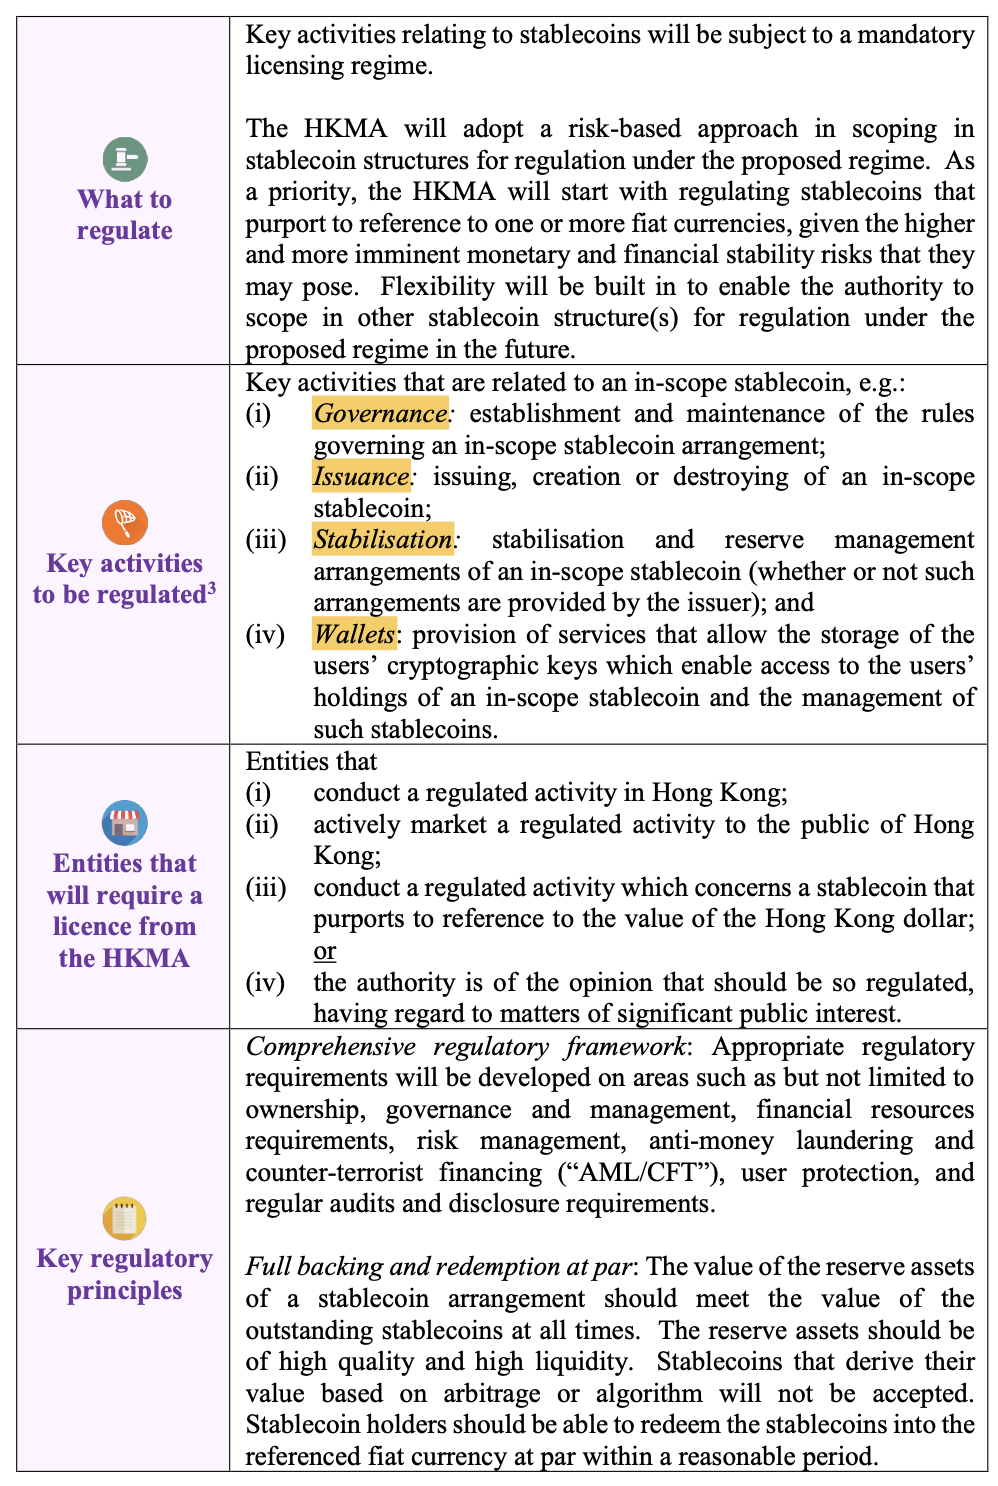 What to
regulate
Key activities relating to stablecoins will be subject to a mandatory
licensing regime.
The HKMA will adopt a risk-based approach in scoping in
stablecoin structures for regulation under the proposed regime. As
a priority, the HKMA will start with regulating stablecoins that
purport to reference to one or more fiat currencies, given the higher
and more imminent monetary and financial stability risks that they
may pose. Flexibility will be built in to enable the authority to
scope in other stablecoin structure(s) for regulation under the
proposed regime in the future.
Key activities
to be regulated³
Key activities that are related to an in-scope stablecoin, e.g.:
(i) Governance: establishment and maintenance of the rules
governing an in-scope stablecoin arrangement;
(ii) Issuance: issuing, creation or destroying of an in-scope
stablecoin;
(iii) Stabilisation: stabilisation and reserve management
arrangements of an in-scope stablecoin (whether or not such
arrangements are provided by the issuer); and
(iv) Wallets: provision of services that allow the storage of the
users’ cryptographic keys which enable access to the users’
holdings of an in-scope stablecoin and the management of
such stablecoins.
Entities that
will require a
licence from
the HKMA
Entities that
(i) conduct a regulated activity in Hong Kong;
(ii) actively market a regulated activity to the public of Hong
Kong;
(iii) conduct a regulated activity which concerns a stablecoin that
purports to reference to the value of the Hong Kong dollar;
or
(iv) the authority is of the opinion that should be so regulated,
having regard to matters of significant public interest.
Key regulatory
principles
Comprehensive regulatory framework: Appropriate regulatory
requirements will be developed on areas such as but not limited to
ownership, governance and management, financial resources
requirements, risk management, anti-money laundering and
counter-terrorist financing (“AML/CFT”), user protection, and
regular audits and disclosure requirements.
Full backing and redemption at par: The value of the reserve assets
of a stablecoin arrangement should meet the value of the
outstanding stablecoins at all times. The reserve assets should be
of high quality and high liquidity. Stablecoins that derive their
value based on arbitrage or algorithm will not be accepted.
Stablecoin holders should be able to redeem the stablecoins into the
referenced fiat currency at par within a reasonable period.